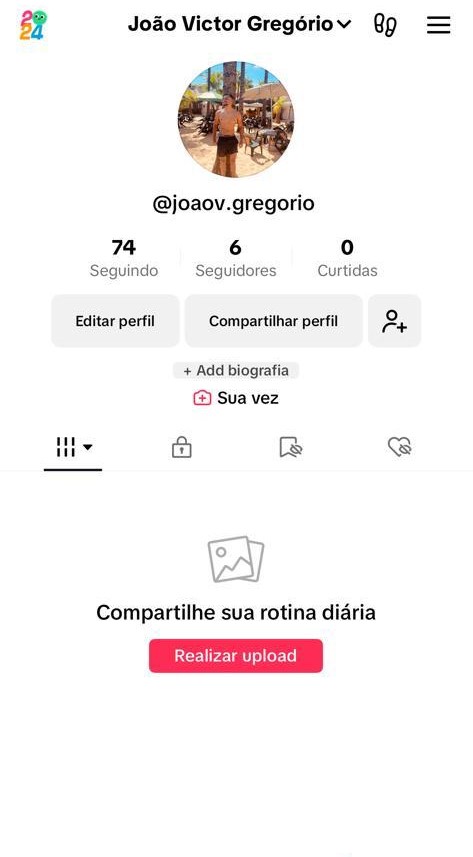 2024
João Victor Gregório
@joaov.gregorio
74 6 0
Seguindo Seguidores Curtidas
Editar perfil Compartilhar perfil
+ Add biografia
Sua vez
Compartilhe sua rotina diária
Realizar upload